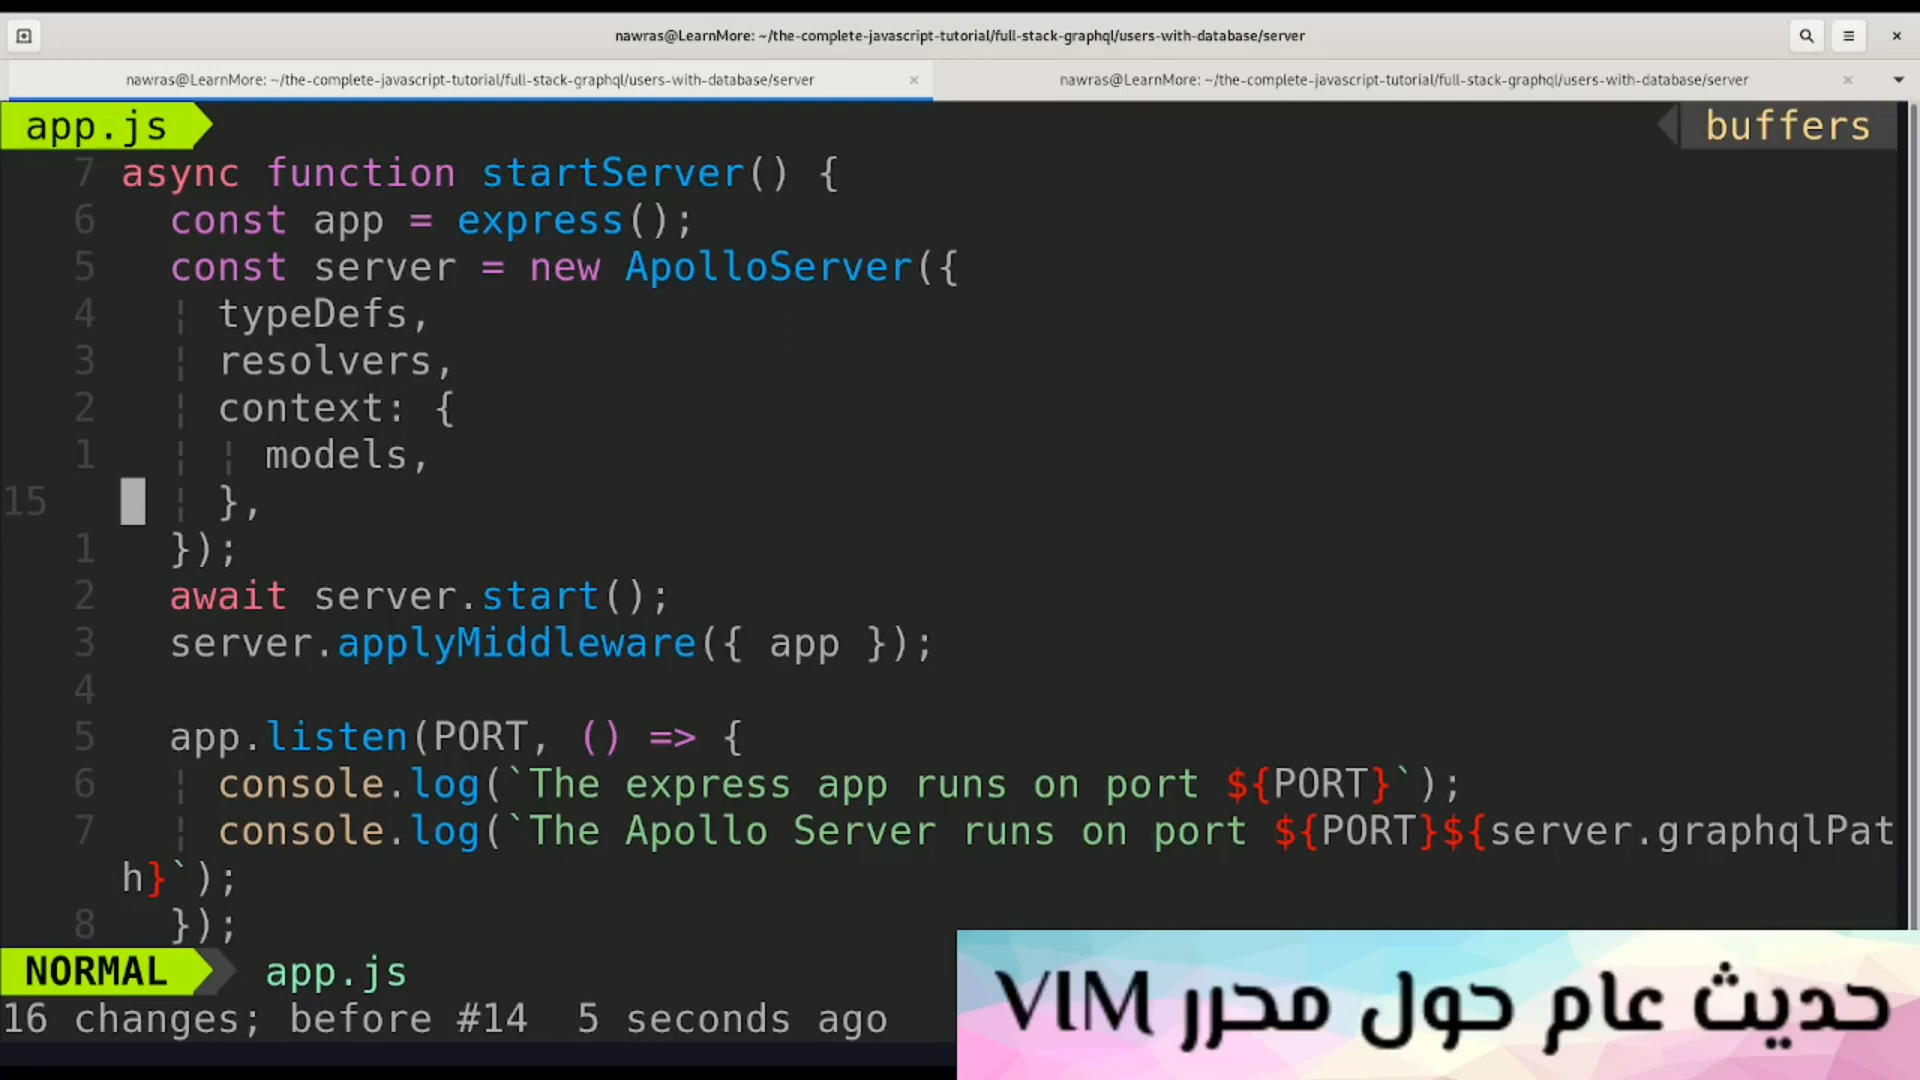 nawras@LearnMore: ~/the-complete-javascript-tutorial/full-stack-graphql/users-with-database/server
nawras@LearnMore: ~/the-complete-javascript-tutorial/full-stack-graphql/users-with-database/server
nawras@LearnMore: ~/the-complete-javascript-tutorial/full-stack-graphql/users-with-database/server
app.js
buffers
7 async function startServer() {
6 const app = express();
5 const server = new ApolloServer({
4 ¦ typeDefs,
3 ¦ resolvers,
2 ¦ context: {
1 ¦ ¦ models,
15 ¦ },
1 });
2 await server.start();
3 server.applyMiddleware({ app });
4
5 app.listen(PORT, () => {
6 ¦ console.log(`The express app runs on port ${PORT}`);
7 ¦ console.log(`The Apollo Server runs on port ${PORT}${server.graphqlPat
h}`);
8 });
NORMAL app.js
16 changes; before #14 5 seconds ago
حديث عام حول محرر VIM